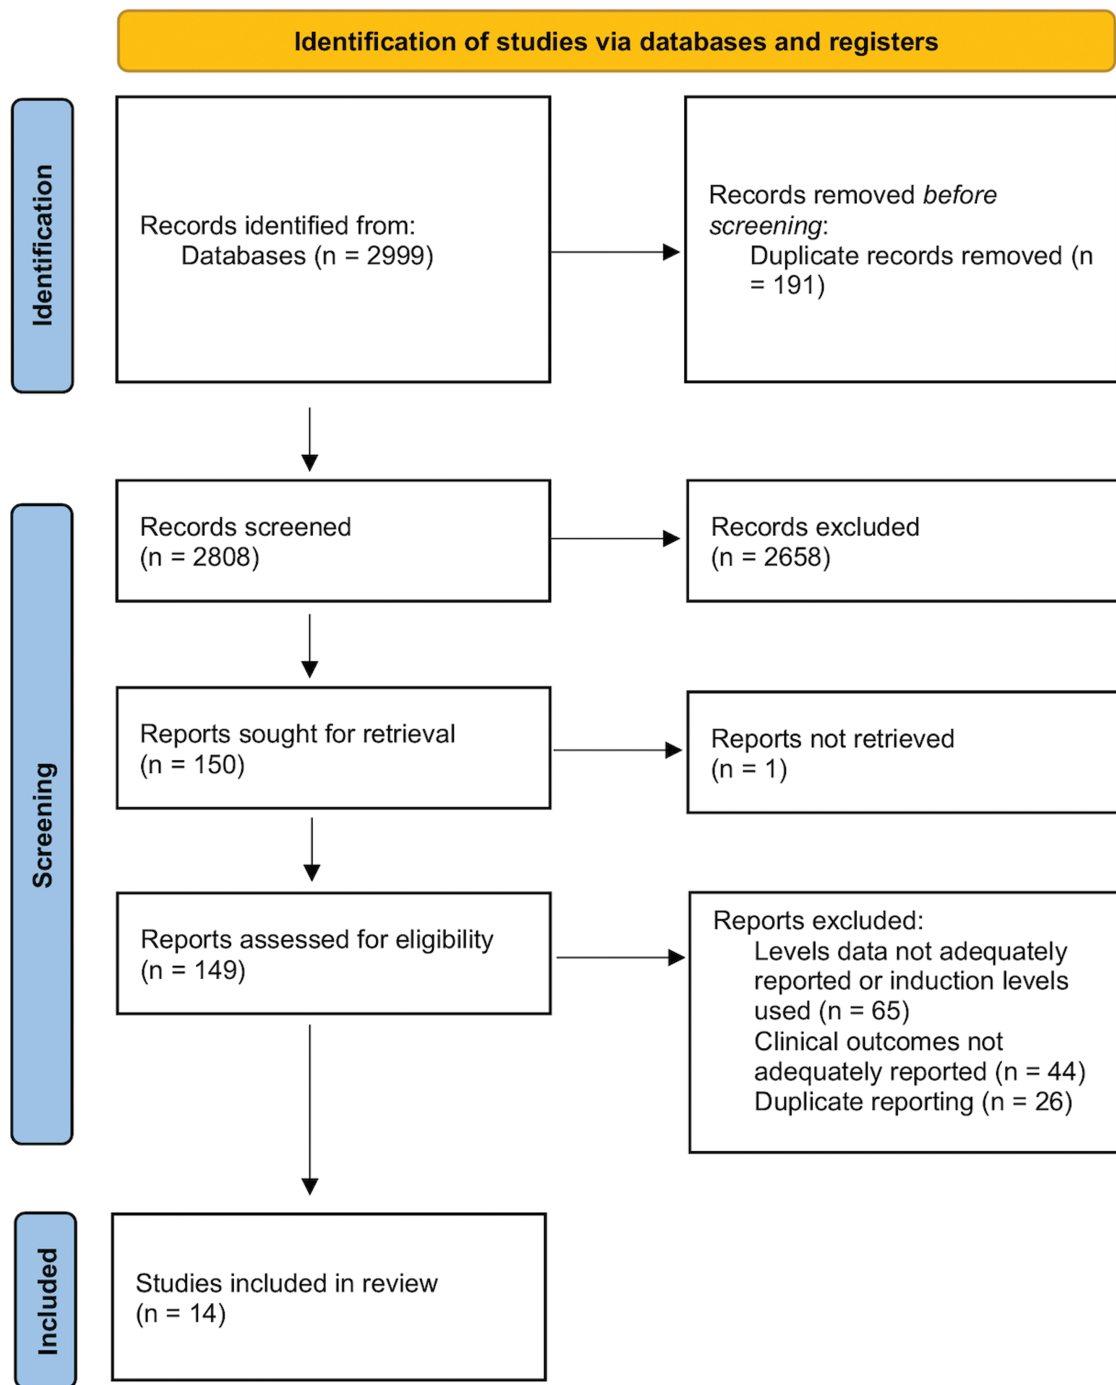 Identification of studies via databases and registers
Identification
Records identified from:
Databases (n = 2999)
Records removed before
screening:
Duplicate records removed (n
= 191)
Screening
Records screened
(n = 2808)
Records excluded
(n = 2658)
Reports sought for retrieval
(n = 150)
Reports not retrieved
(n = 1)
Reports assessed for eligibility
(n = 149)
Reports excluded:
Levels data not adequately
reported or induction levels
used (n = 65)
Clinical outcomes not
adequately reported (n = 44)
Duplicate reporting (n = 26)
Included
Studies included in review
(n = 14)